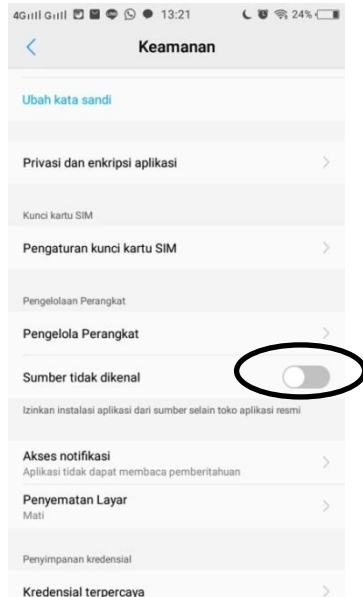 4G G 13:21 24%
Keamanan
Ubah kata sandi
Privasi dan enkripsi aplikasi
Kunci kartu SIM
Pengaturan kunci kartu SIM
Pengelolaan Perangkat
Pengelola Perangkat
Sumber tidak dikenal
Izinkan instalasi aplikasi dari sumber selain toko aplikasi resmi
Akses notifikasi
Aplikasi tidak dapat membaca pemberitahuan
Penyematan Layar
Mati
Penyimpanan kredensial
Kredensial terpercaya